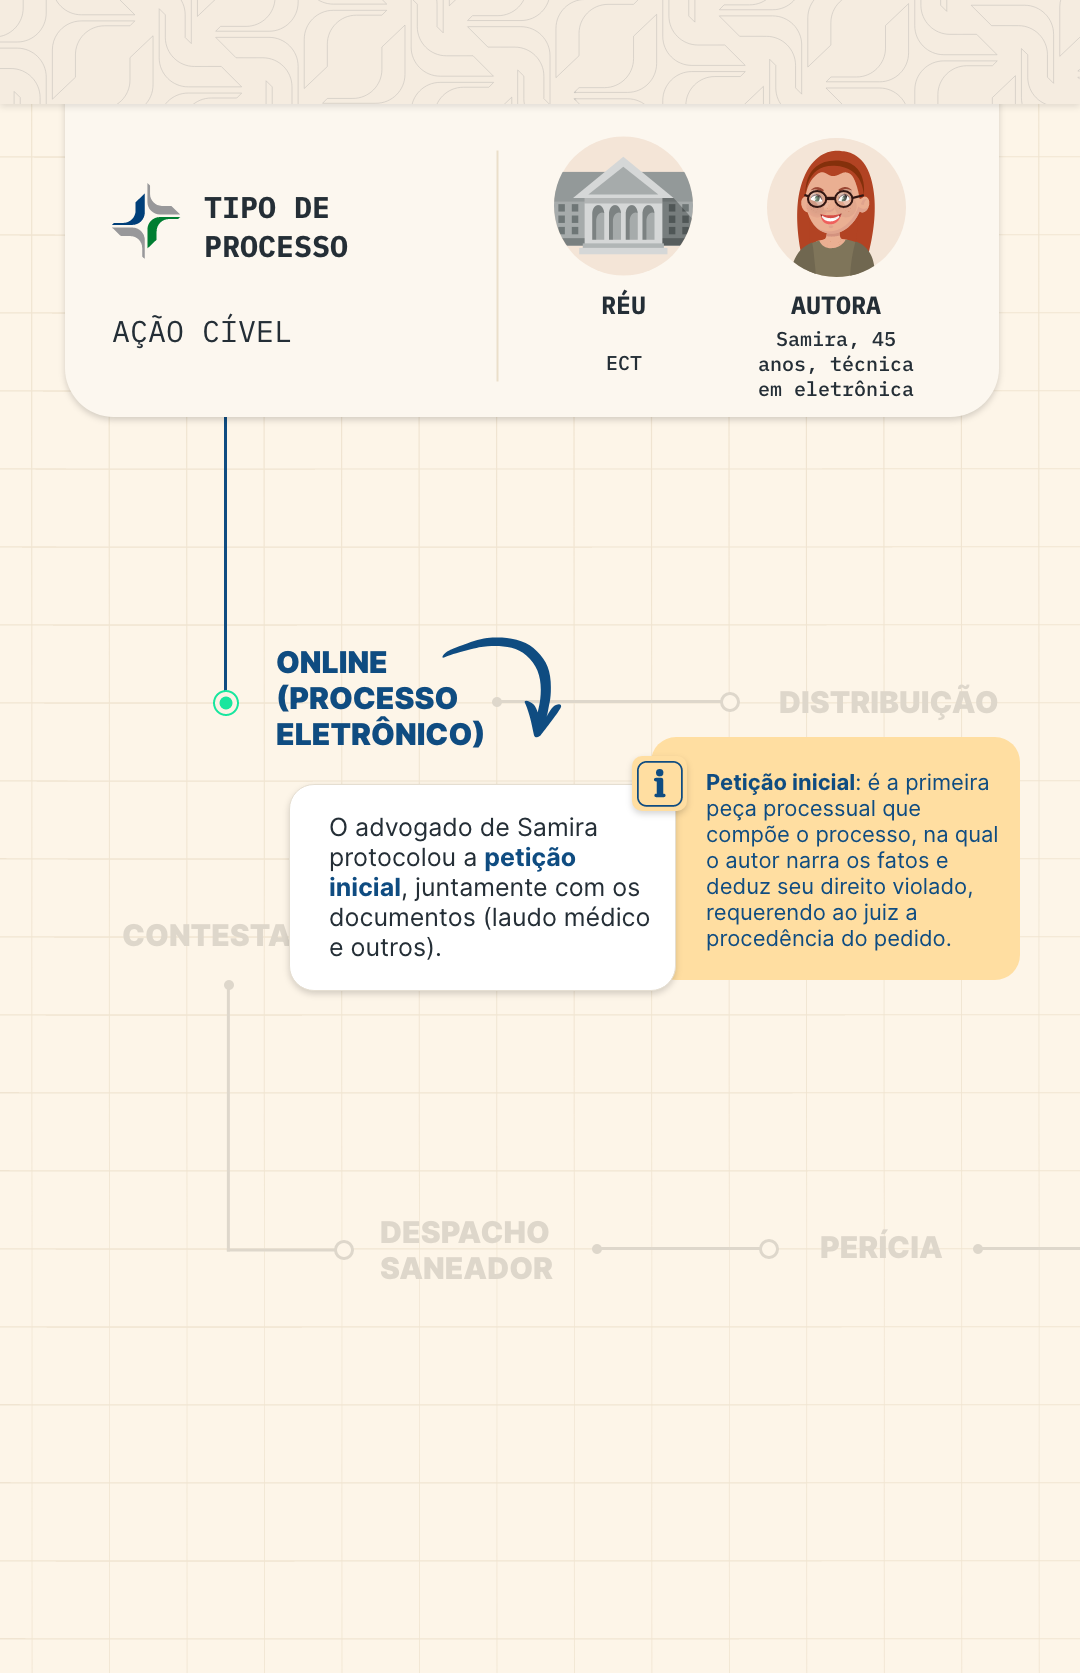 TIPO DE
PROCESSO
AÇÃO CÍVEL
RÉU
ECT
AUTORA
Samira, 45
anos, técnica
em eletrônica
ONLINE
(PROCESSO
ELETRÔNICO)
DISTRIBUIÇÃO
O advogado de Samira
protocolou a petição
inicial, juntamente com os
documentos (laudo médico
e outros).
i
Petição inicial: é a primeira
peça processual que
compõe o processo, na qual
o autor narra os fatos e
deduz seu direito violado,
requerendo ao juiz a
procedência do pedido.
CONTESTA
DESPACHO
SANEADOR
PERÍCIA